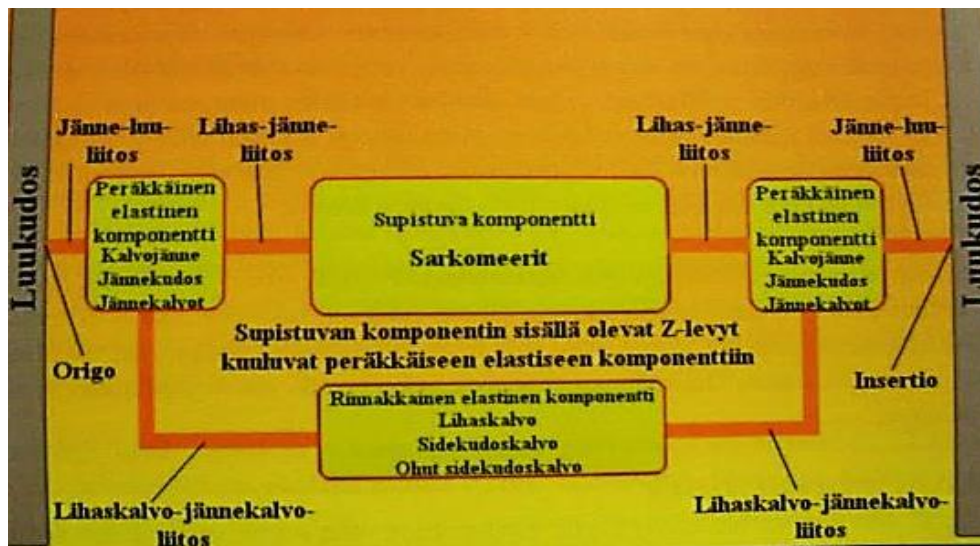 Luukudos
Jänne-luu-
liitos
Lihas-jänne-
liitos
Lihas-jänne-
liitos
Jänne-luu-
liitos
Luukudos
Peräkkäinen
elastinen
komponentti
Kalvojänne
Jännekudos
Jännekalvot
Supistuva komponentti
Sarkomeerit
Peräkkäinen
elastinen
komponentti
Kalvojänne
Jännekudos
Jännekalvot
Origo
Supistuvan komponentin sisällä olevat Z-levyt
kuuluvat peräkkäiseen elastiseen komponenttiin
Insertio
Rinnakkainen elastinen komponentti
Lihaskalvo
Sidekudoskalvo
Ohut sidekudoskalvo
Lihaskalvo-jännekalvo-
liitos
Lihaskalvo-jännekalvo-
liitos